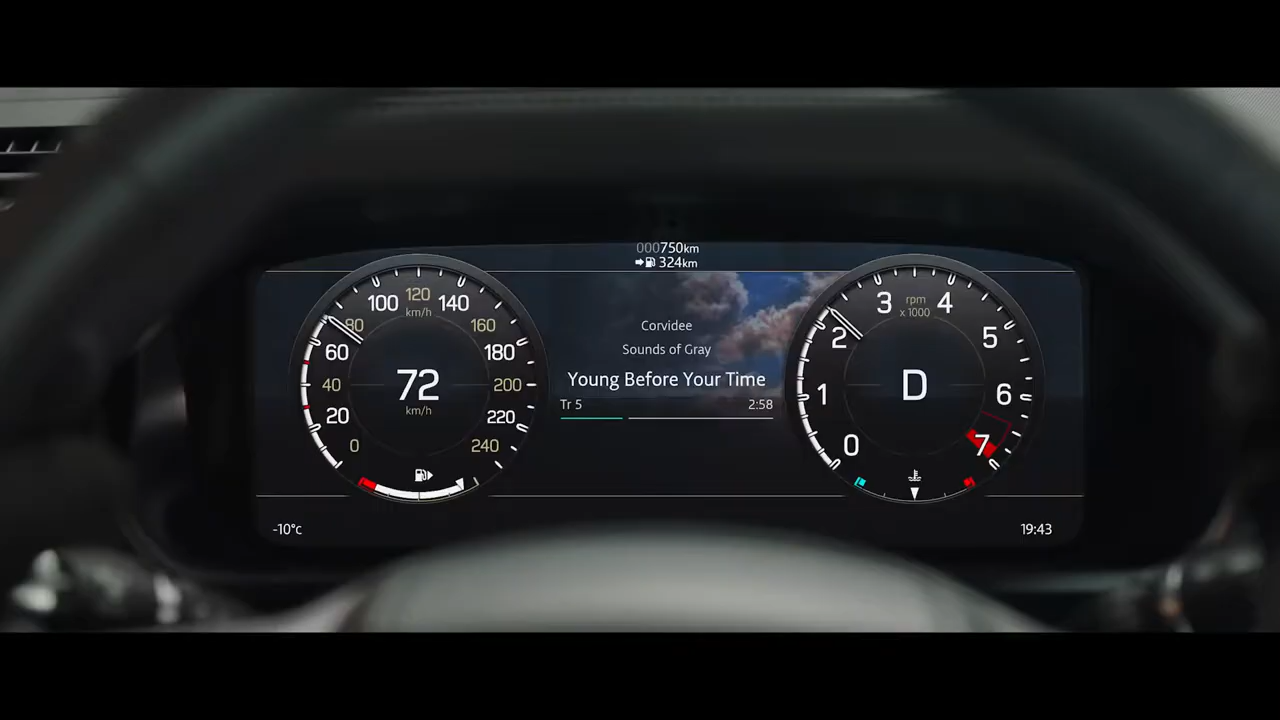 000750km
324km
0
20
40
60
80
100
120
140
160
180
200
220
240
km/h
72
km/h
Corvidee
Sounds of Gray
Young Before Your Time
Tr 5
2:58
0
1
2
3
4
5
6
7
rpm
x 1000
D
-10°c
19:43